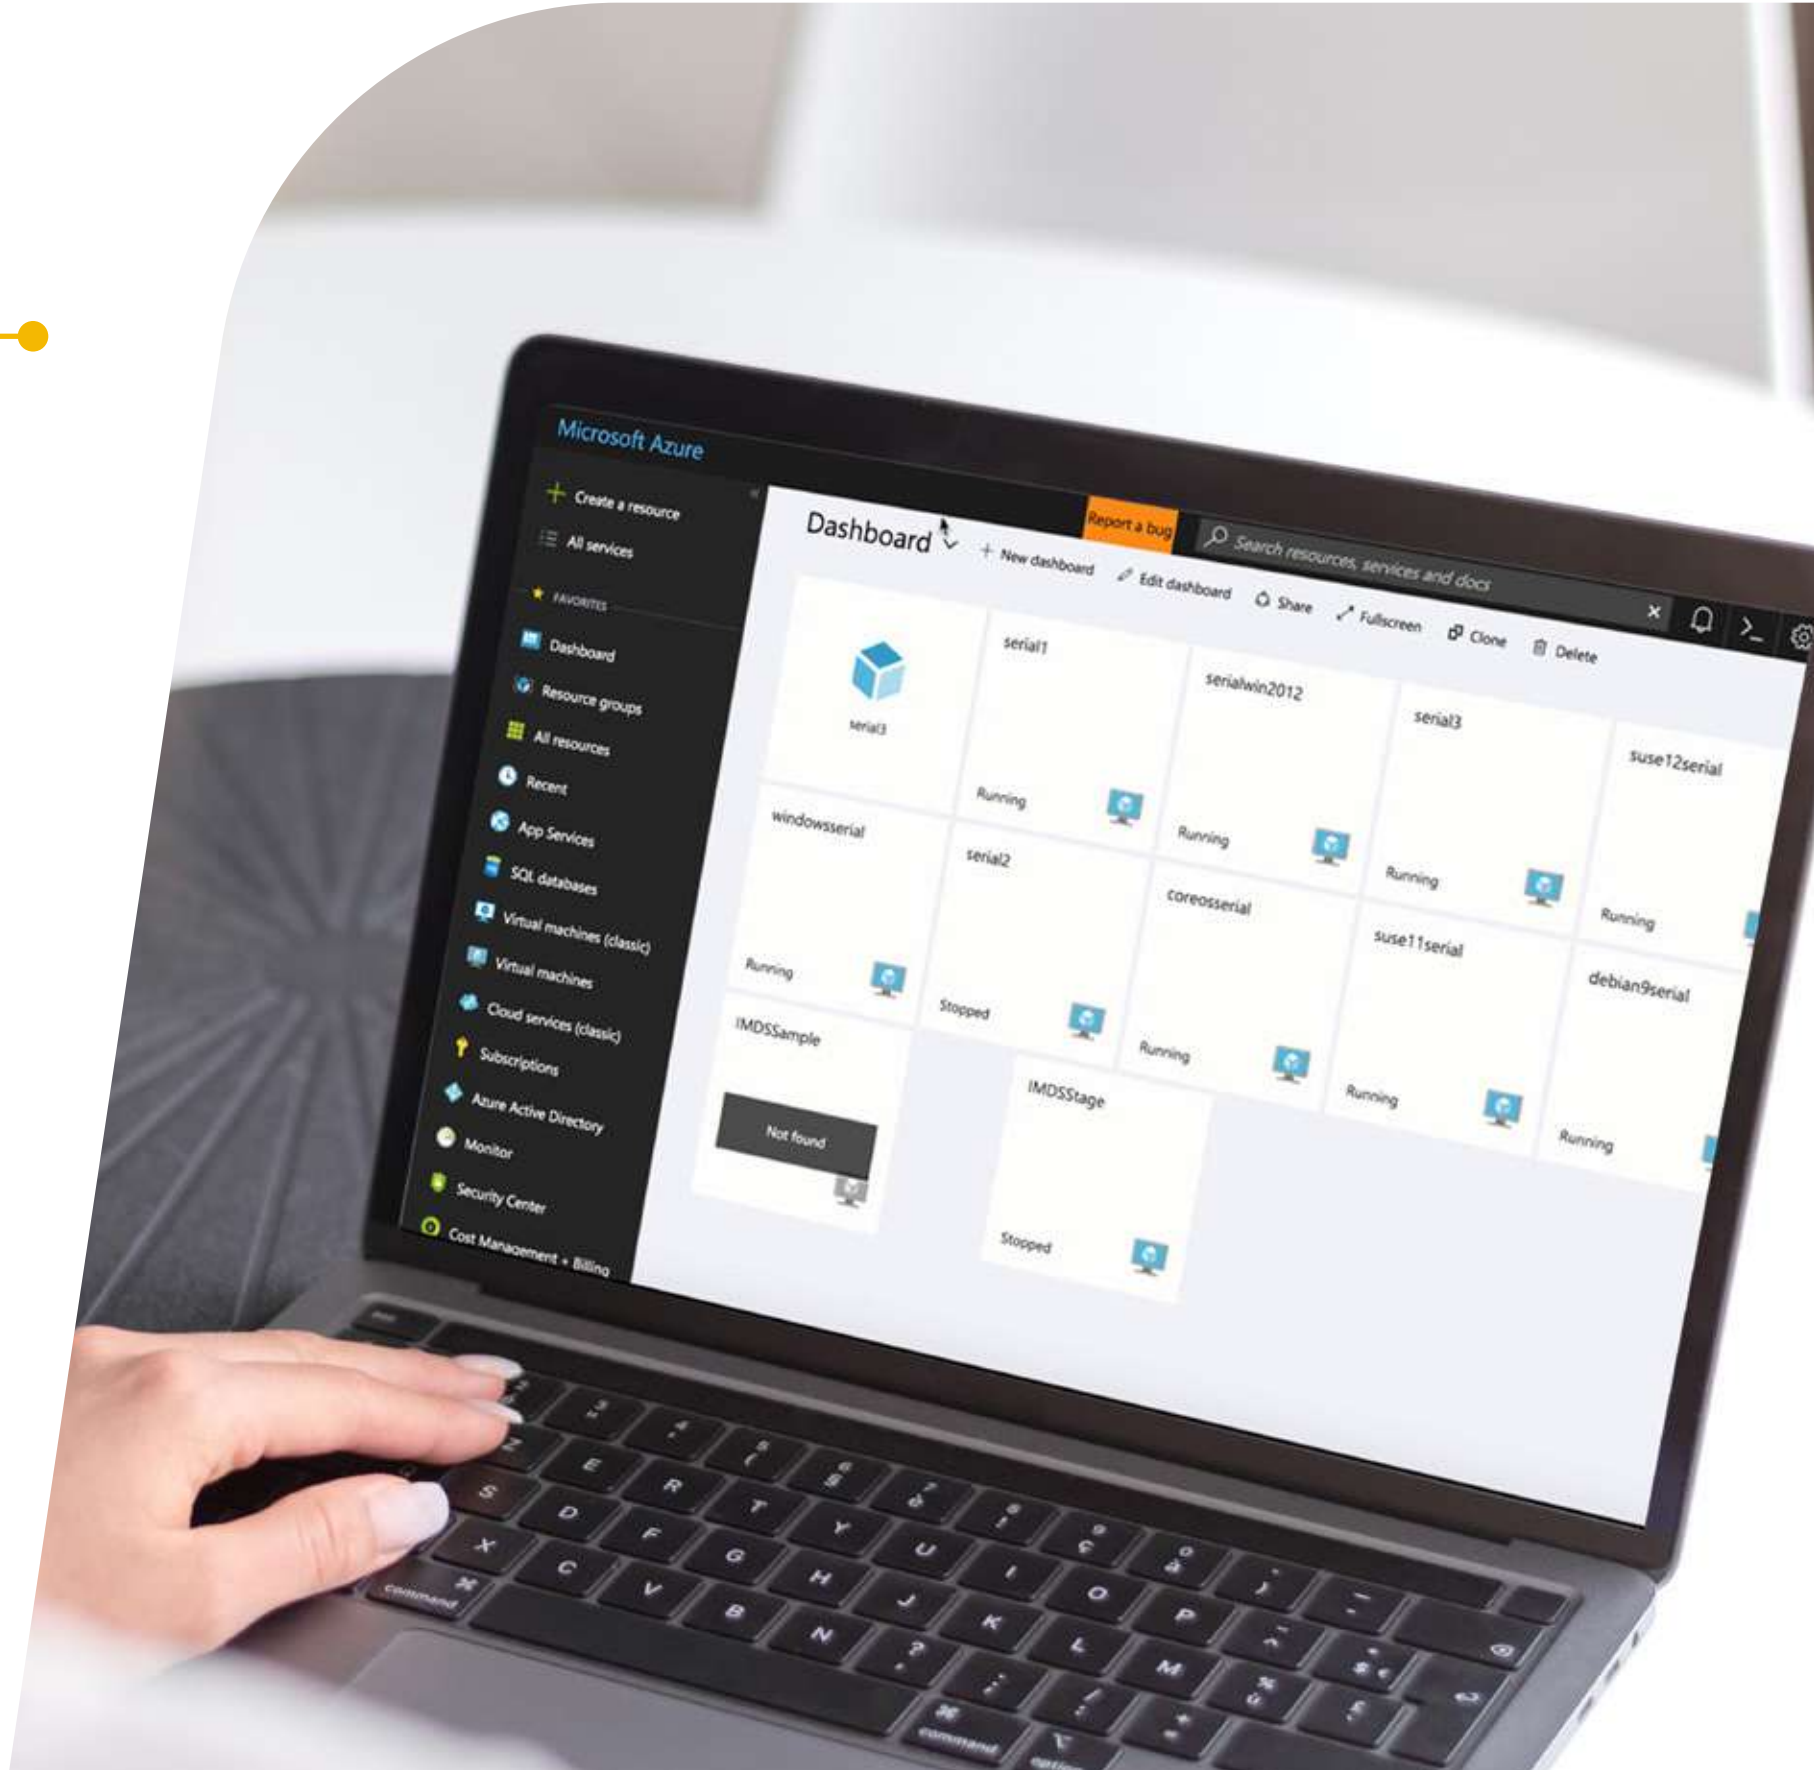 Microsoft Azure
Report a bug
Search resources, services and docs
Create a resource
All services
FAVORITES
Dashboard
Resource groups
All resources
Recent
App Services
SQL databases
Virtual machines (classic)
Virtual machines
Cloud services (classic)
Subscriptions
Azure Active Directory
Monitor
Security Center
Cost Management + Billing
Dashboard
+ New dashboard
Edit dashboard
Share
Fullscreen
Clone
Delete
serial3
serial1
Running
serialwin2012
Running
serial3
Running
suse12serial
Running
windowsserial
Running
serial2
Stopped
coreosserial
Running
suse11serial
Running
debian9serial
Running
IMDSSample
Not found
IMDSStage
Stopped
Z E R T Y U I O P
S D F G H J K L M
X C V B N ?
command
command
option